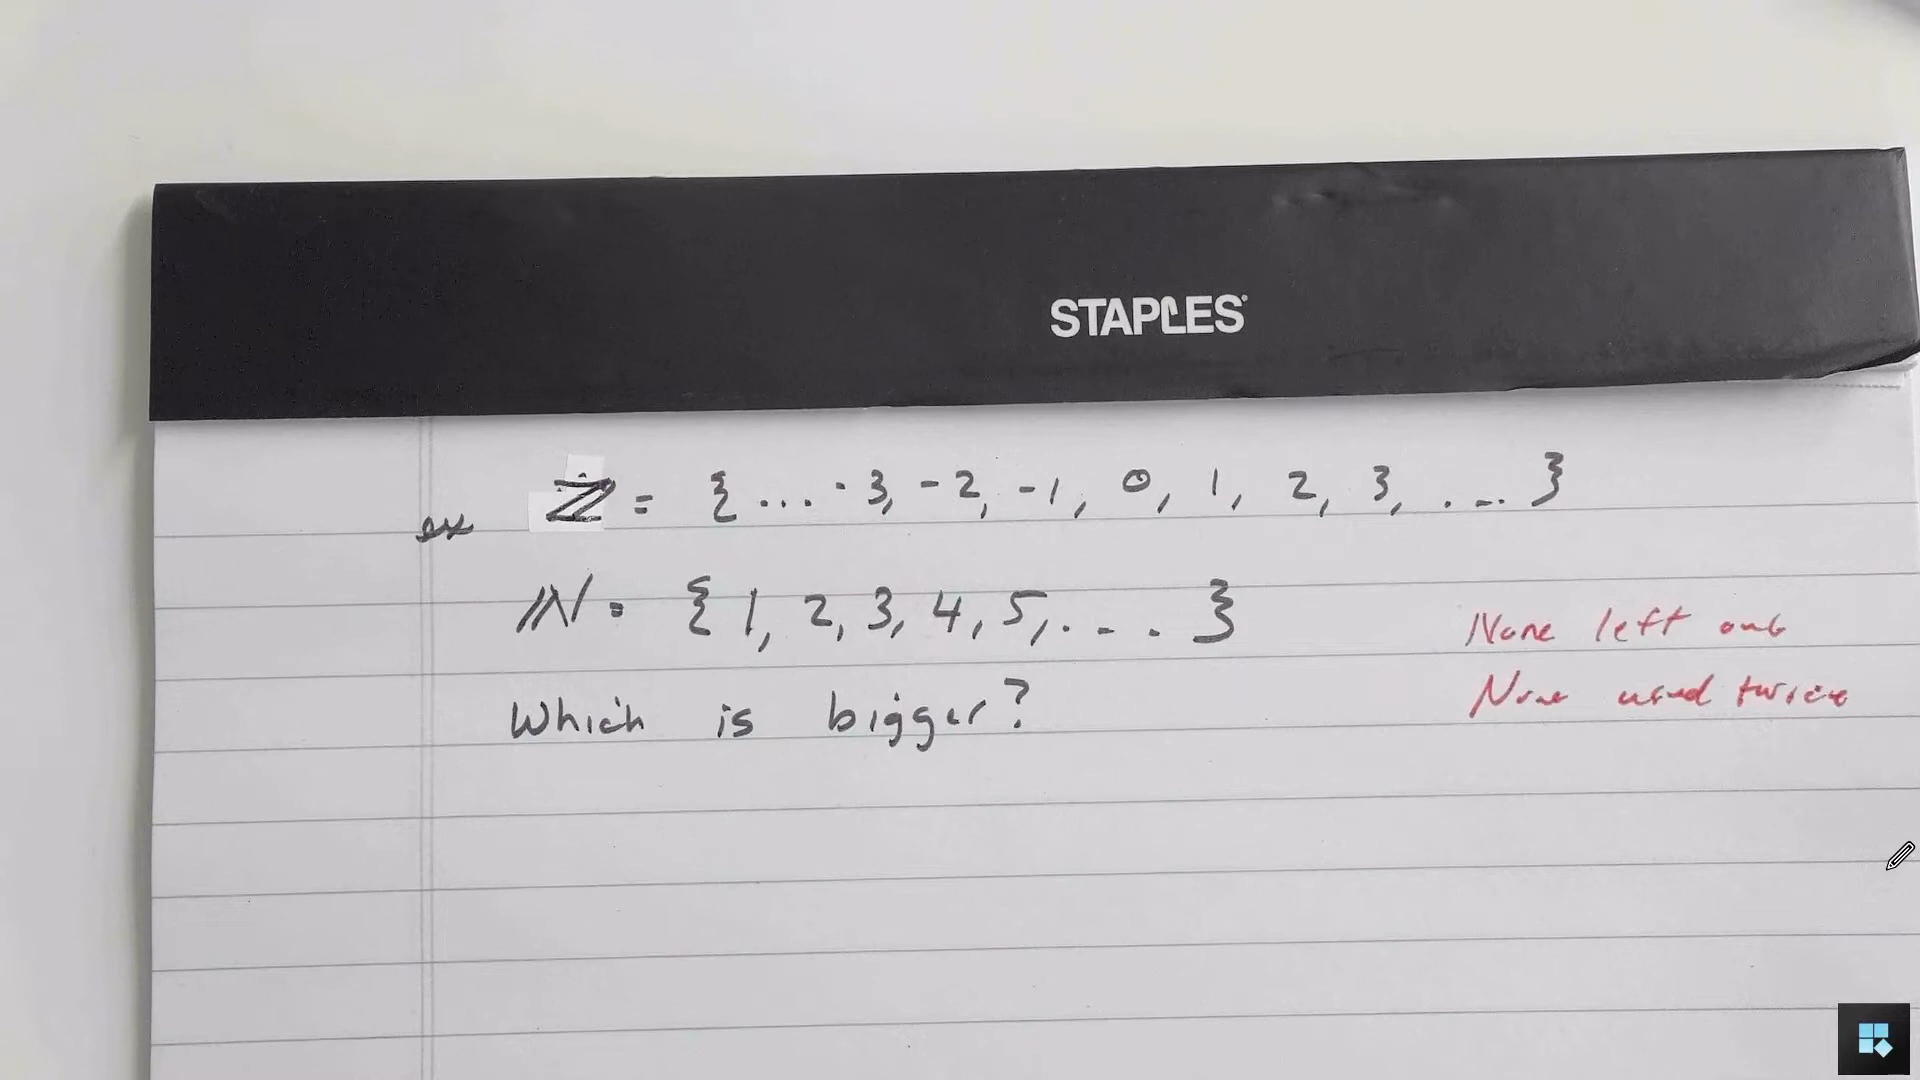 STAPLES
ex ℤ = { ... -3, -2, -1, 0, 1, 2, 3, ... }
ℕ = { 1, 2, 3, 4, 5, ... }
None left out
None used twice
Which is bigger?